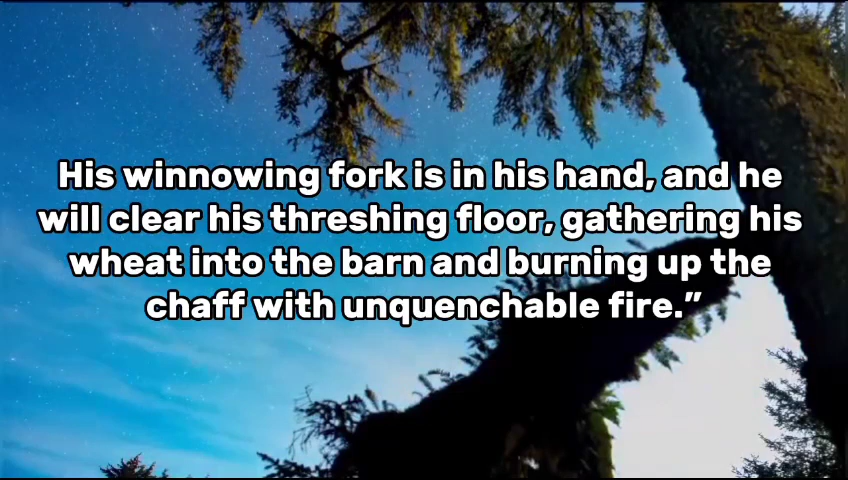 His winnowing fork is in his hand, and he
will clear his threshing floor, gathering his
wheat into the barn and burning up the
chaff with unquenchable fire.”